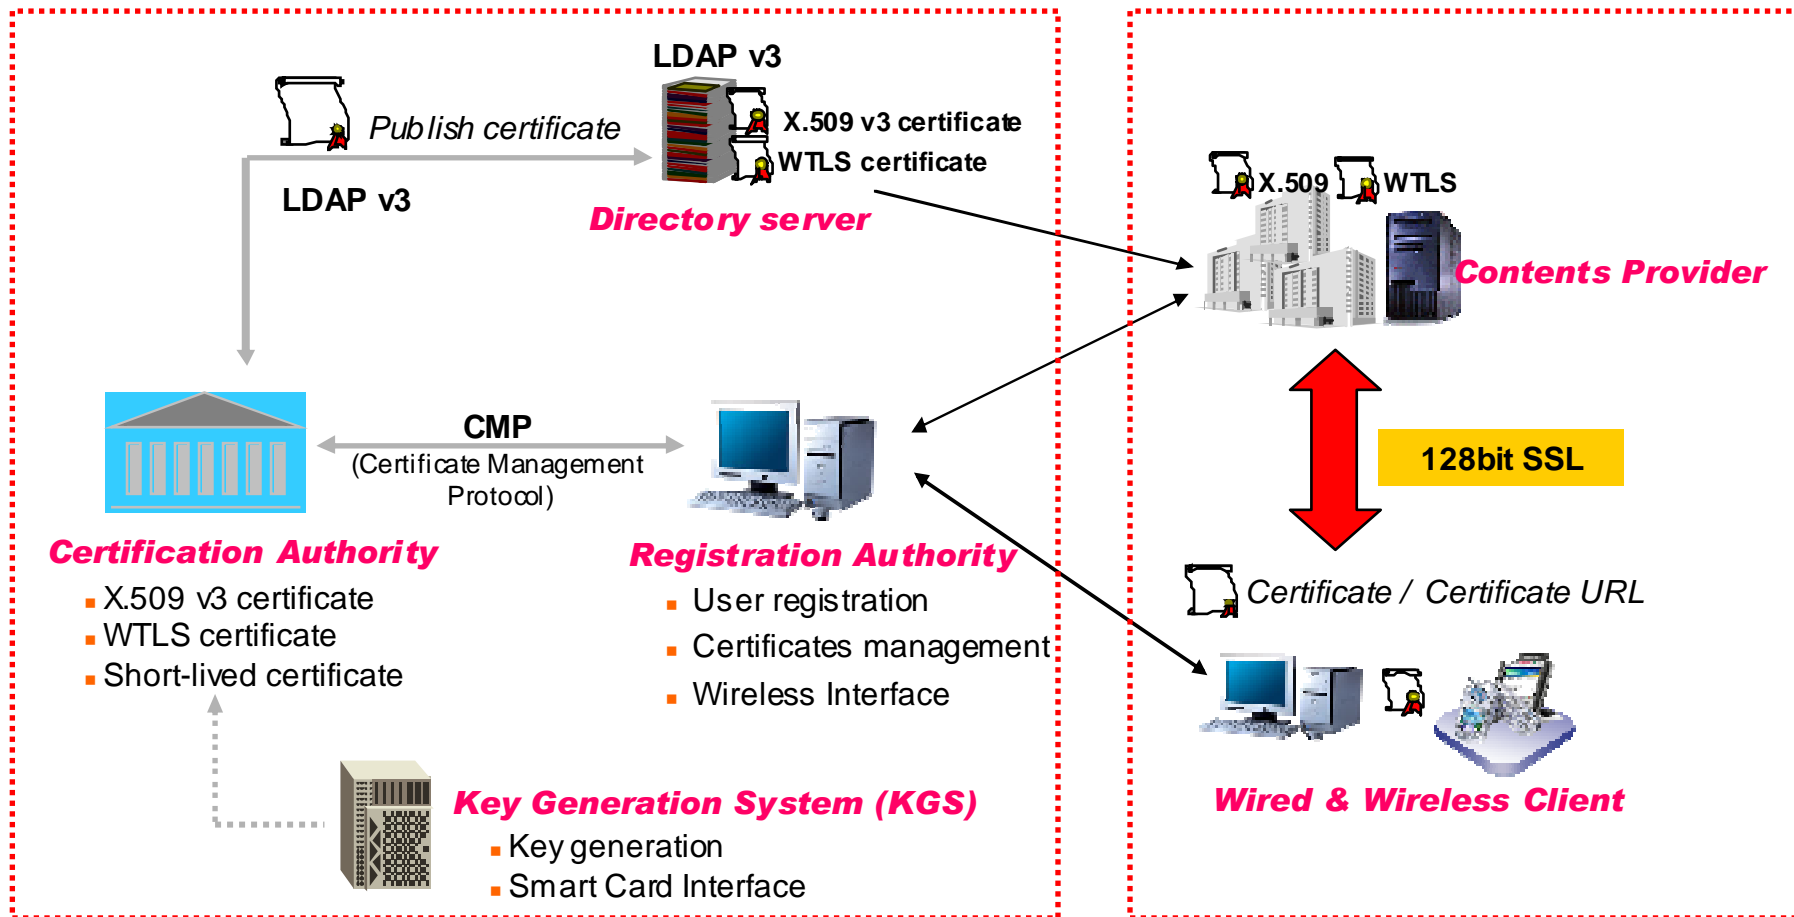 LDAP v3
Publish certificate
X.509 v3 certificate
WTLS certificate
LDAP v3
Directory server
X.509
WTLS
Contents Provider
CMP
(Certificate Management
Protocol)
128bit SSL
Certification Authority
X.509 v3 certificate
WTLS certificate
Short-lived certificate
Registration Authority
User registration
Certificates management
Wireless Interface
Certificate / Certificate URL
Wired & Wireless Client
Key Generation System (KGS)
Key generation
Smart Card Interface